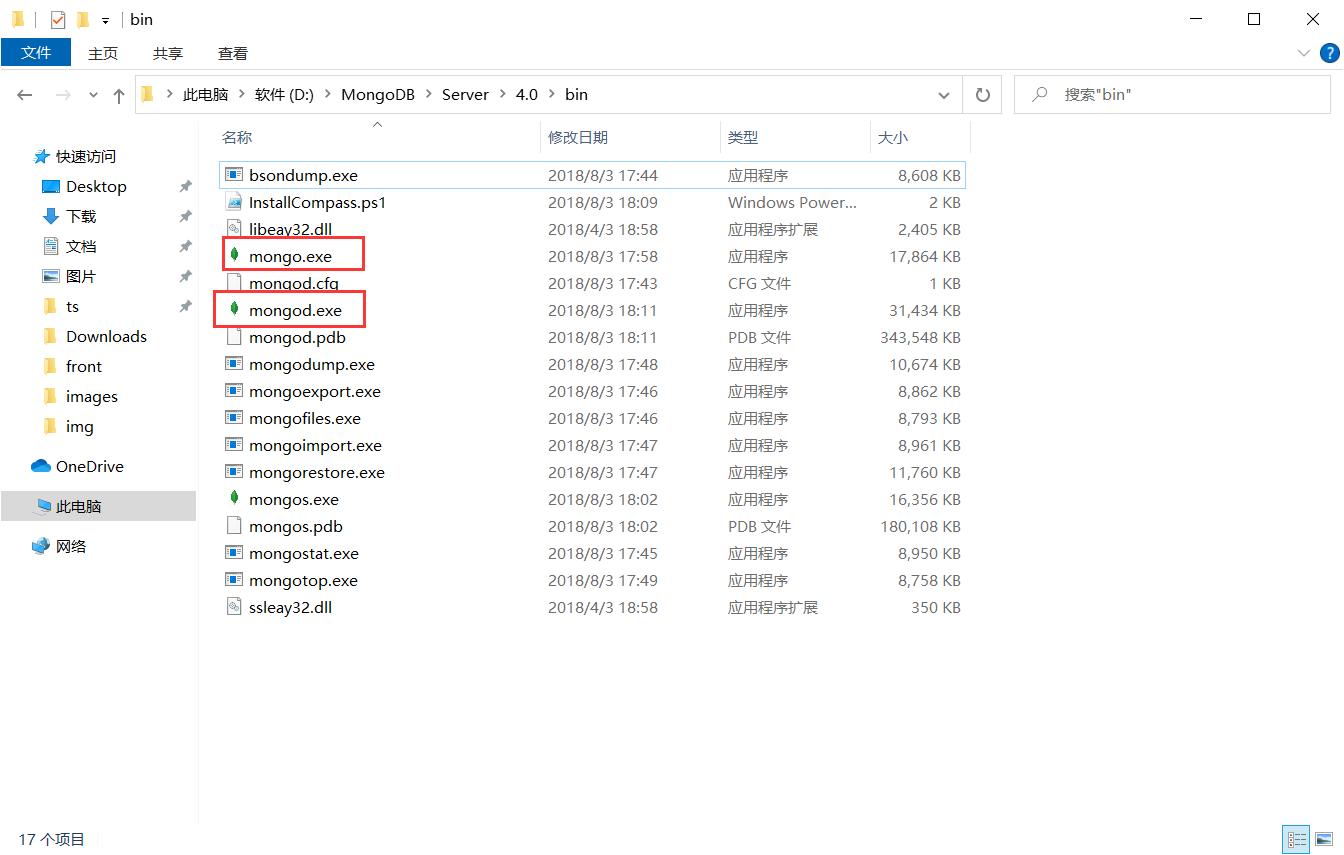 bin
文件 主页 共享 查看
此电脑 软件 (D:) MongoDB Server 4.0 bin 搜索"bin"
名称 修改日期 类型 大小
快速访问
Desktop
下载
文档
图片
ts
Downloads
front
images
img
OneDrive
此电脑
网络
bsondump.exe 2018/8/3 17:44 应用程序 8,608 KB
InstallCompass.ps1 2018/8/3 18:09 Windows Power... 2 KB
libeay32.dll 2018/4/3 18:58 应用程序扩展 2,405 KB
mongo.exe 2018/8/3 17:58 应用程序 17,864 KB
mongod.cfg 2018/8/3 17:43 CFG 文件 1 KB
mongod.exe 2018/8/3 18:11 应用程序 31,434 KB
mongod.pdb 2018/8/3 18:11 PDB 文件 343,548 KB
mongodump.exe 2018/8/3 17:48 应用程序 10,674 KB
mongoexport.exe 2018/8/3 17:46 应用程序 8,862 KB
mongofiles.exe 2018/8/3 17:46 应用程序 8,793 KB
mongoimport.exe 2018/8/3 17:47 应用程序 8,961 KB
mongorestore.exe 2018/8/3 17:47 应用程序 11,760 KB
mongos.exe 2018/8/3 18:02 应用程序 16,356 KB
mongos.pdb 2018/8/3 18:02 PDB 文件 180,108 KB
mongostat.exe 2018/8/3 17:45 应用程序 8,950 KB
mongotop.exe 2018/8/3 17:49 应用程序 8,758 KB
ssleay32.dll 2018/4/3 18:58 应用程序扩展 350 KB
17 个项目